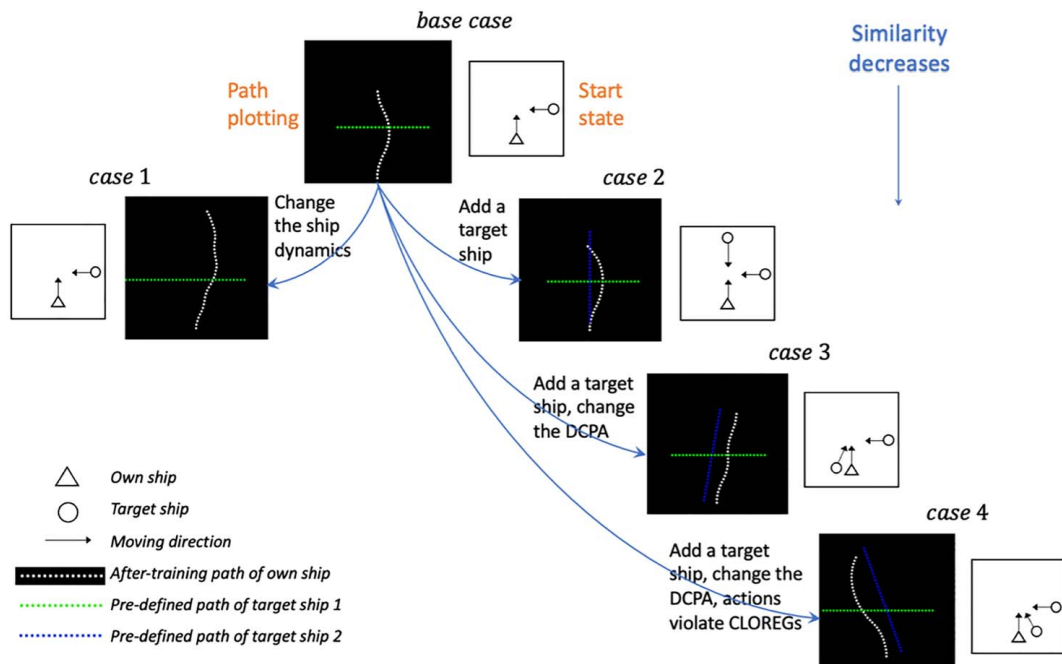 base case
Similarity
decreases
Path
plotting
Start
state
case 1
case 2
Change
the ship
dynamics
Add a
target
ship
case 3
Add a target
ship, change
the DCPA
case 4
Add a target
ship, change the
DCPA, actions
violate CLOREGs
Own ship
Target ship
Moving direction
After-training path of own ship
Pre-defined path of target ship 1
Pre-defined path of target ship 2